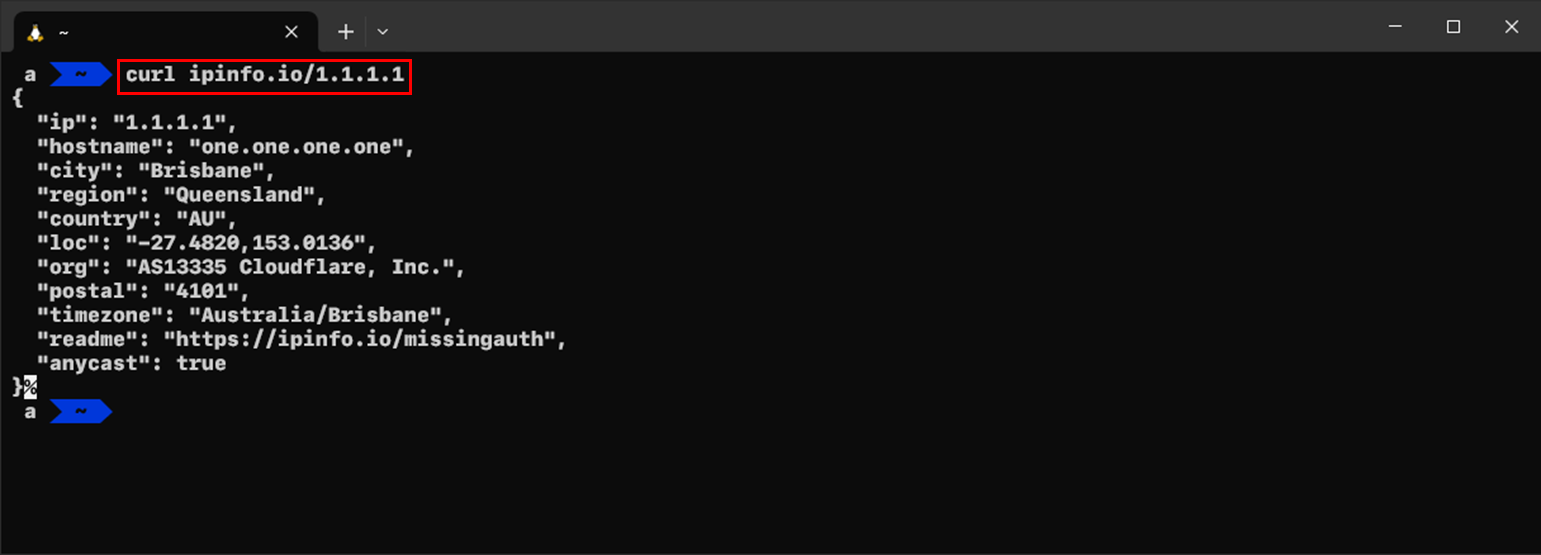 ~
a ~ curl ipinfo.io/1.1.1.1
{
  "ip": "1.1.1.1",
  "hostname": "one.one.one.one",
  "city": "Brisbane",
  "region": "Queensland",
  "country": "AU",
  "loc": "-27.4820,153.0136",
  "org": "AS13335 Cloudflare, Inc.",
  "postal": "4101",
  "timezone": "Australia/Brisbane",
  "readme": "https://ipinfo.io/missingauth",
  "anycast": true
}%
a ~